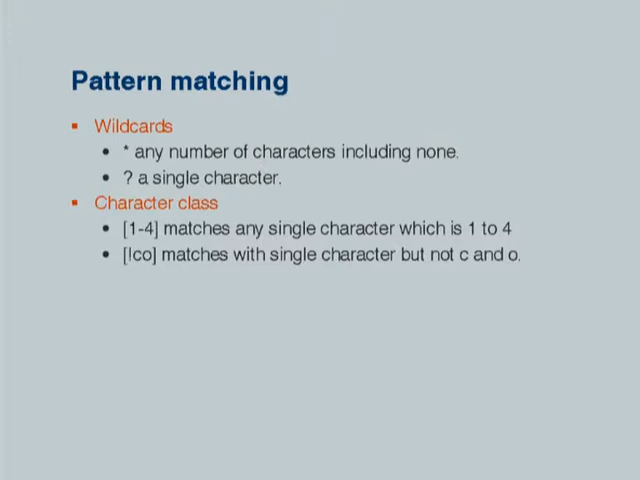 Pattern matching
▪ Wildcards
• * any number of characters including none.
• ? a single character.
▪ Character class
• [1-4] matches any single character which is 1 to 4
• [!co] matches with single character but not c and o.